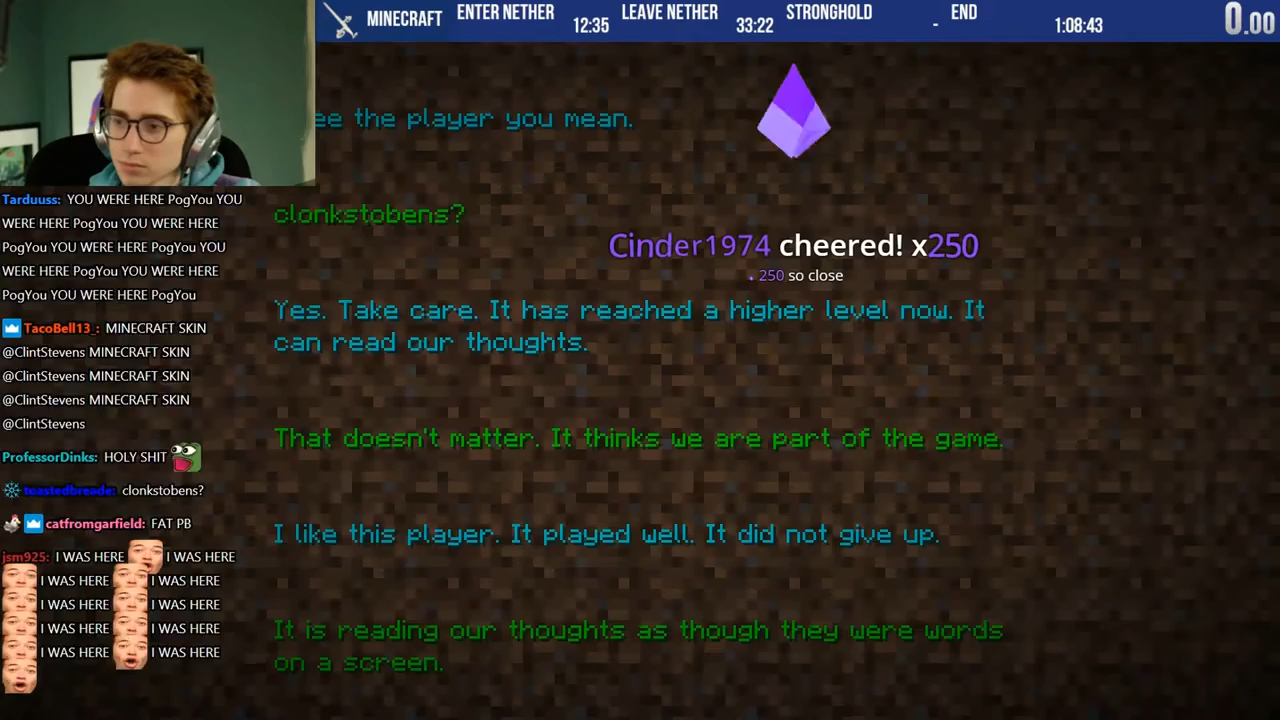 MINECRAFT
ENTER NETHER
12:35
LEAVE NETHER
33:22
STRONGHOLD
-
END
1:08:43
0.00
ee the player you mean.
clonkstobens?
Cinder1974 cheered! x250
250 so close
Yes. Take care. It has reached a higher level now. It
can read our thoughts.
That doesn't matter. It thinks we are part of the game.
I like this player. It played well. It did not give up.
It is reading our thoughts as though they were words
on a screen.
Tarduuss: YOU WERE HERE PogYou YOU
WERE HERE PogYou YOU WERE HERE
PogYou YOU WERE HERE PogYou YOU
WERE HERE PogYou YOU WERE HERE
PogYou YOU WERE HERE PogYou
TacoBell13_: MINECRAFT SKIN
@ClintStevens MINECRAFT SKIN
@ClintStevens MINECRAFT SKIN
@ClintStevens MINECRAFT SKIN
@ClintStevens
ProfessorDinks: HOLY SHIT
toastedbreade: clonkstobens?
catfromgarfield: FAT PB
jsm925: I WAS HERE I WAS HERE
I WAS HERE I WAS HERE
I WAS HERE I WAS HERE
I WAS HERE I WAS HERE
I WAS HERE I WAS HERE